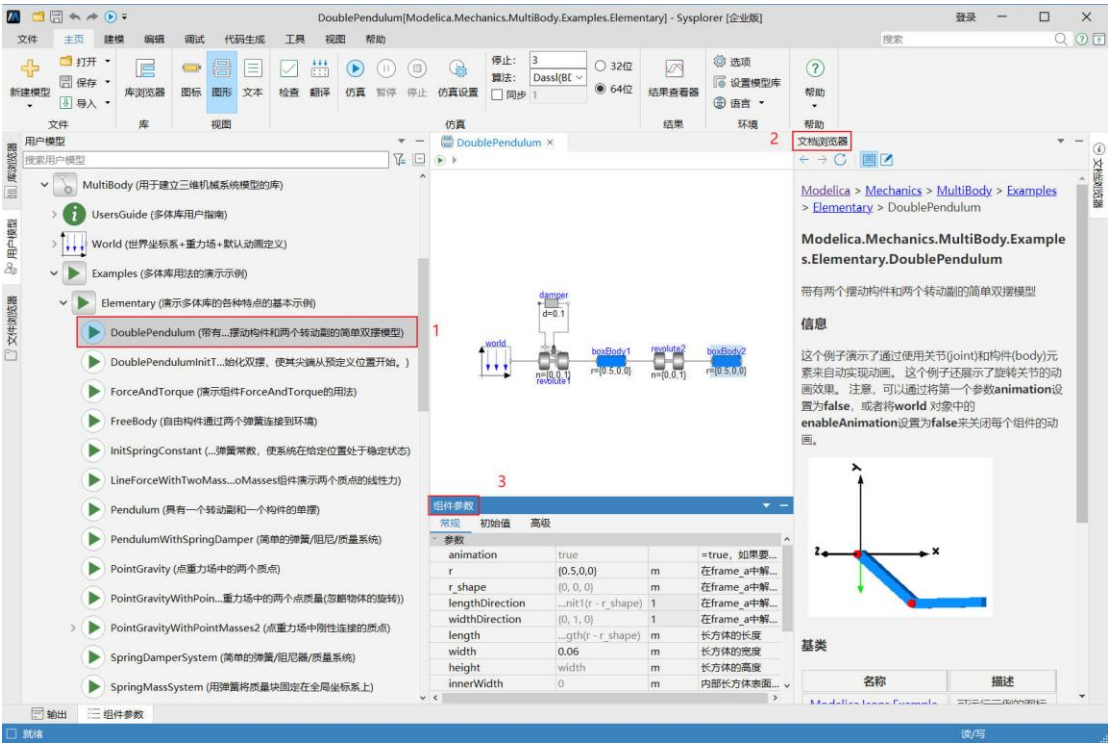 DoublePendulum[Modelica.Mechanics.MultiBody.Examples.Elementary] - Sysplorer [企业版]
登录
文件 主页 建模 编辑 调试 代码生成 工具 视图 帮助
搜索
新建模型
打开
保存
导入
文件
库浏览器
库
图标 图形 文本
视图
检查 翻译 仿真 暂停 停止 仿真设置
停止: 3
算法: Dassl(BE
同步 1
32位
64位
仿真
结果查看器
结果
选项
设置模型库
语言
环境
帮助
帮助
库浏览器
用户模型
文件浏览器
用户模型
搜索用户模型
MultiBody (用于建立三维机械系统模型的库)
UsersGuide (多体库用户指南)
World (世界坐标系+重力场+默认动画定义)
Examples (多体库用法的演示示例)
Elementary (演示多体库的各种特点的基本示例)
DoublePendulum (带有...摆动构件和两个转动副的简单双摆模型)
DoublePendulumInitT...始化双摆，使其尖端从预定义位置开始。)
ForceAndTorque (演示组件ForceAndTorque的用法)
FreeBody (自由构件通过两个弹簧连接到环境)
InitSpringConstant (...弹簧常数，使系统在给定位置处于稳定状态)
LineForceWithTwoMass...oMasses组件演示两个质点的线性力)
Pendulum (具有一个转动副和一个构件的单摆)
PendulumWithSpringDamper (简单的弹簧/阻尼/质量系统)
PointGravity (点重力场中的两个质点)
PointGravityWithPoin...重力场中的两个点质量(忽略物体的旋转))
PointGravityWithPointMasses2 (点重力场中刚性连接的质点)
SpringDamperSystem (简单的弹簧/阻尼器/质量系统)
SpringMassSystem (用弹簧将质量块固定在全局坐标系上)
1
DoublePendulum ×
damper
d=0.1
world
n={0,0,1}
revolute1
boxBody1
r={0.5,0,0}
revolute2
n={0,0,1}
boxBody2
r={0.5,0,0}
3
组件参数
常规 初始值 高级
参数
animation true =true，如果要...
r {0.5,0,0} m 在frame_a中解...
r_shape {0, 0, 0} m 在frame_a中解...
lengthDirection ...nit1(r - r_shape) 1 在frame_a中解...
widthDirection {0, 1, 0} 1 在frame_a中解...
length ...gth(r - r_shape) m 长方体的长度
width 0.06 m 长方体的宽度
height width m 长方体的高度
innerWidth 0 m 内部长方体表面...
2
文档浏览器
文档浏览器
Modelica > Mechanics > MultiBody > Examples
> Elementary > DoublePendulum
Modelica.Mechanics.MultiBody.Example
s.Elementary.DoublePendulum
带有两个摆动构件和两个转动副的简单双摆模型
信息
这个例子演示了通过使用关节(joint)和构件(body)元
素来自动实现动画。 这个例子还展示了旋转关节的动
画效果。 注意，可以通过将第一个参数animation设
置为false，或者将world 对象中的
enableAnimation设置为false来关闭每个组件的动
画。
Y
Z
X
基类
名称 描述
Modelica.Icons.Example 可运行示例的图标
输出 组件参数
就绪
读/写